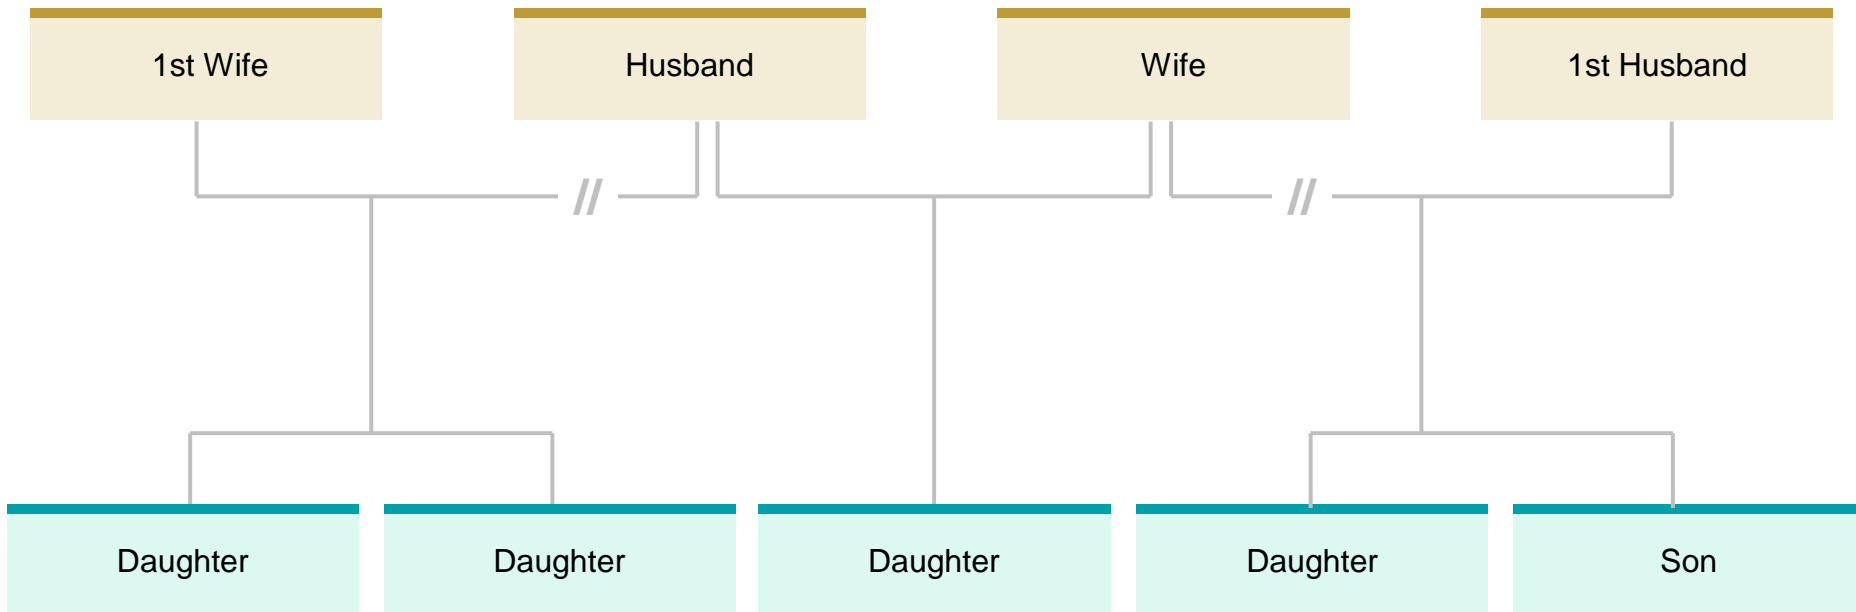 1st Wife
Husband
Wife
1st Husband
//
//
Daughter
Daughter
Daughter
Daughter
Son